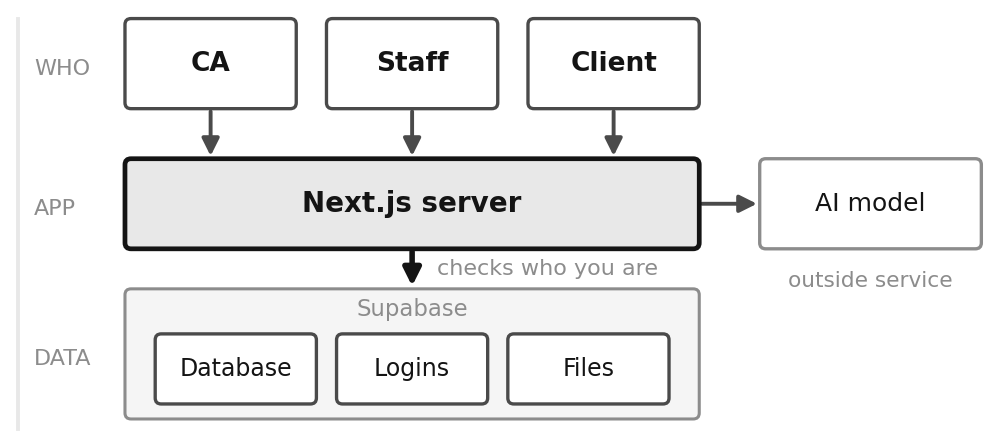 WHO
CA
Staff
Client
APP
Next.js server
AI model
checks who you are
outside service
Supabase
DATA
Database
Logins
Files